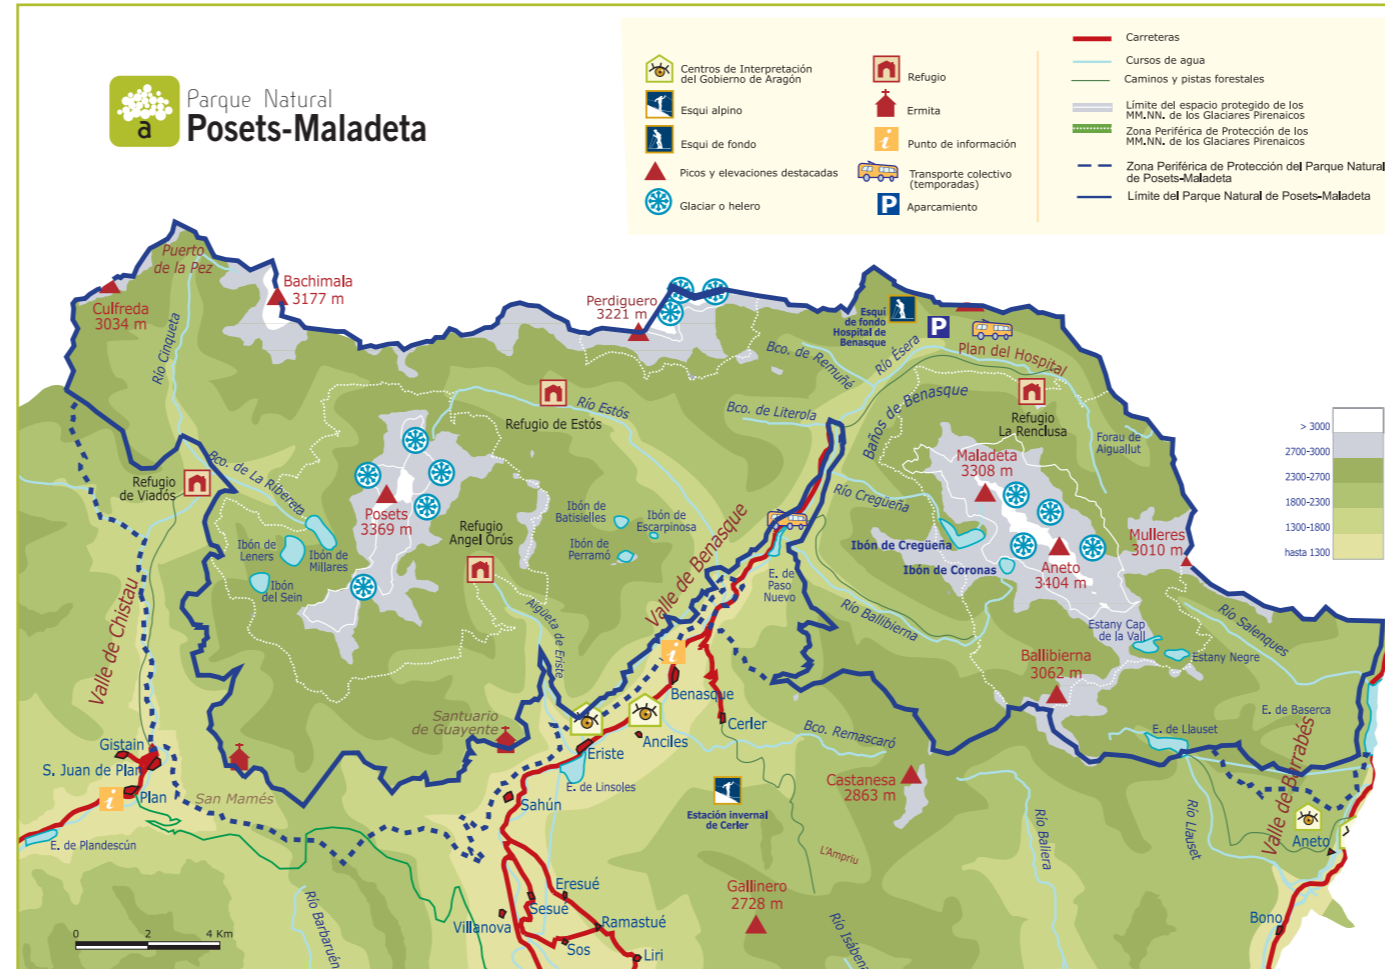 a
Parque Natural
Posets-Maladeta
Centros de Interpretación
del Gobierno de Aragón
Esqui alpino
Esqui de fondo
Picos y elevaciones destacadas
Glaciar o helero
Refugio
Ermita
i
Punto de información
Transporte colectivo
(temporadas)
P
Aparcamiento
Carreteras
Cursos de agua
Caminos y pistas forestales
Límite del espacio protegido de los
MM.NN. de los Glaciares Pirenaicos
Zona Periférica de Protección de los
MM.NN. de los Glaciares Pirenaicos
Zona Periférica de Protección del Parque Natural
de Posets-Maladeta
Límite del Parque Natural de Posets-Maladeta
Puerto
de la Pez
Culfreda
3034 m
Bachimala
3177 m
Río Cinqueta
Perdiguero
3221 m
Esquí
de fondo
Hospital de
Benasque
P
Plan del Hospital
Río Ésera
Bco. de Remuñé
Bco. de Literola
Baños de Benasque
Refugio
La Renclusa
Forau de
Aiguallut
> 3000
2700-3000
2300-2700
1800-2300
1300-1800
hasta 1300
Refugio de Estós
Río Estós
Refugio
de Viadós
Bco. de La Ribereta
Posets
3369 m
Refugio
Angel Orús
Ibón de
Leners
Ibón de
Millares
Ibón
del Sein
Ibón de
Batisielles
Ibón de
Escarpinosa
Ibón de
Perramó
Valle de Benasque
Maladeta
3308 m
Río Cregüeña
Ibón de Cregüeña
Ibón de Coronas
Aneto
3404 m
Mulleres
3010 m
E. de
Paso
Nuevo
Río Ballibierna
Estany Cap
de la Vall
Estany Negre
Río Salenques
Ballibierna
3062 m
Valle de Chistau
Aigüeta de Eriste
i
Benasque
Cerler
Anciles
Eriste
E. de Linsoles
Santuario
de Guayente
Sahún
Gistain
S. Juan de Plan
Plan
i
San Mamés
E. de Plandescún
Bco. Remascaró
Castanesa
2863 m
Estación invernal
de Cerler
L'Ampriu
Gallinero
2728 m
E. de Llauset
E. de Baserca
Valle de Barrabés
Río Llauset
Río Baliera
Aneto
Bono
Río Isábena
Río Barbaruén
Eresué
Sesué
Villanova
Ramastué
Sos
Liri
0 2 4 Km